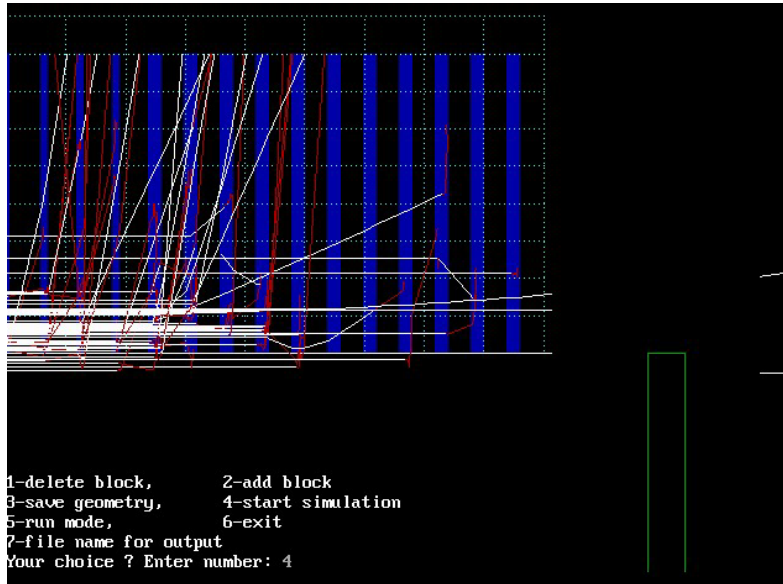 1-delete block, 2-add block
3-save geometry, 4-start simulation
5-run mode, 6-exit
7-file name for output
Your choice ? Enter number: 4